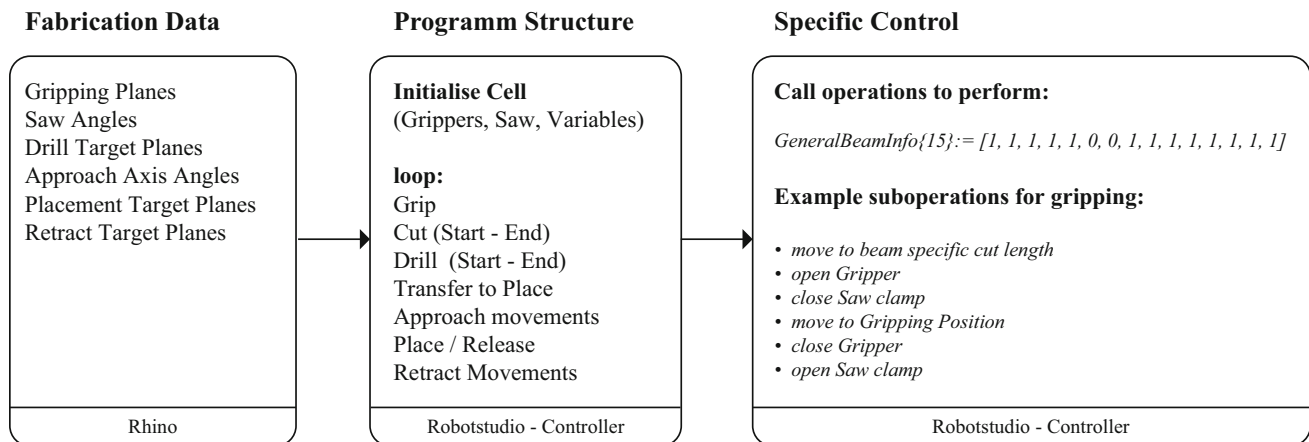 Fabrication Data
Gripping Planes
Saw Angles
Drill Target Planes
Approach Axis Angles
Placement Target Planes
Retract Target Planes
Rhino
Programm Structure
Initialise Cell
(Grippers, Saw, Variables)
loop:
Grip
Cut (Start - End)
Drill (Start - End)
Transfer to Place
Approach movements
Place / Release
Retract Movements
Robotstudio - Controller
Specific Control
Call operations to perform:
GeneralBeamInfo{15}:= [1, 1, 1, 1, 1, 0, 0, 1, 1, 1, 1, 1, 1, 1, 1]
Example suboperations for gripping:
• move to beam specific cut length
• open Gripper
• close Saw clamp
• move to Gripping Position
• close Gripper
• open Saw clamp
Robotstudio - Controller